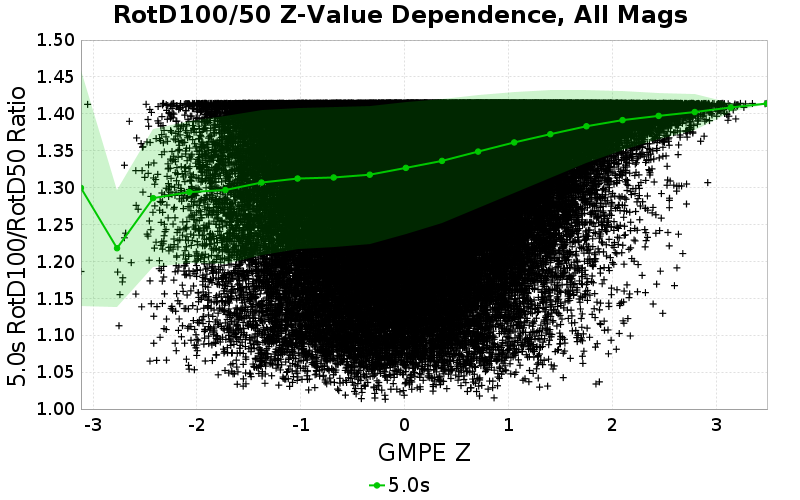 RotD100/50 Z-Value Dependence, All Mags
5.0s RotD100/RotD50 Ratio
1.50
1.45
1.40
1.35
1.30
1.25
1.20
1.15
1.10
1.05
1.00
-3 -2 -1 0 1 2 3
GMPE Z
5.0s